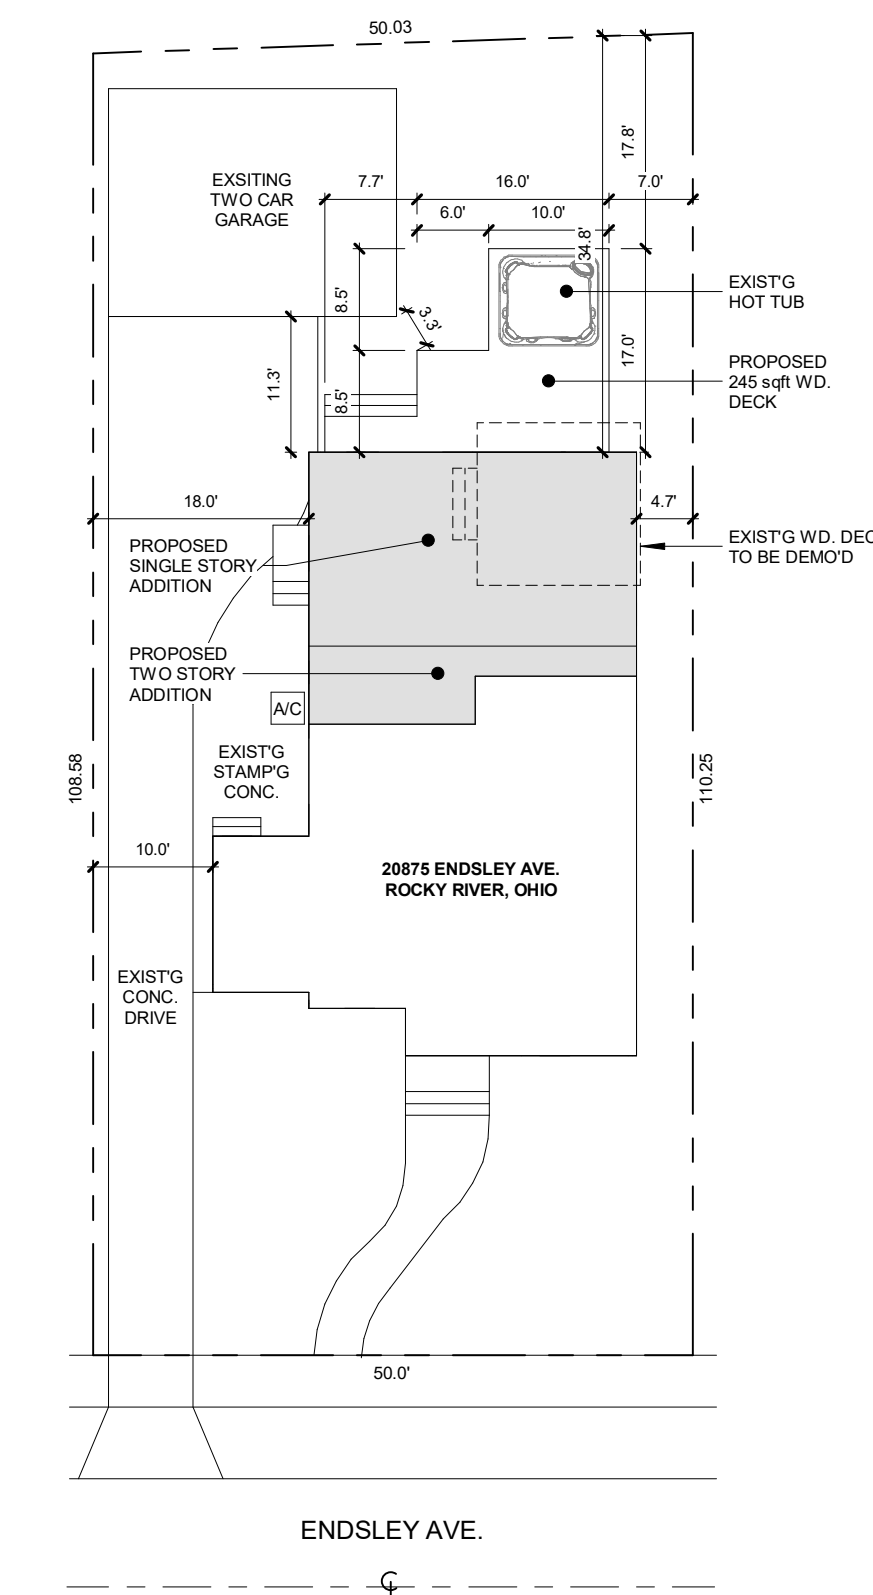 50.03
17.8'
7.7'
16.0'
7.0'
EXSITING
TWO CAR
GARAGE
6.0'
10.0'
34.8'
8.5'
3.3'
EXIST'G
HOT TUB
17.0'
11.3'
8.5'
PROPOSED
245 sqft WD.
DECK
18.0'
4.7'
PROPOSED
SINGLE STORY
ADDITION
EXIST'G WD. DEC
TO BE DEMO'D
PROPOSED
TWO STORY
ADDITION
A/C
108.58
110.25
EXIST'G
STAMP'G
CONC.
10.0'
20875 ENDSLEY AVE.
ROCKY RIVER, OHIO
EXIST'G
CONC.
DRIVE
50.0'
ENDSLEY AVE.